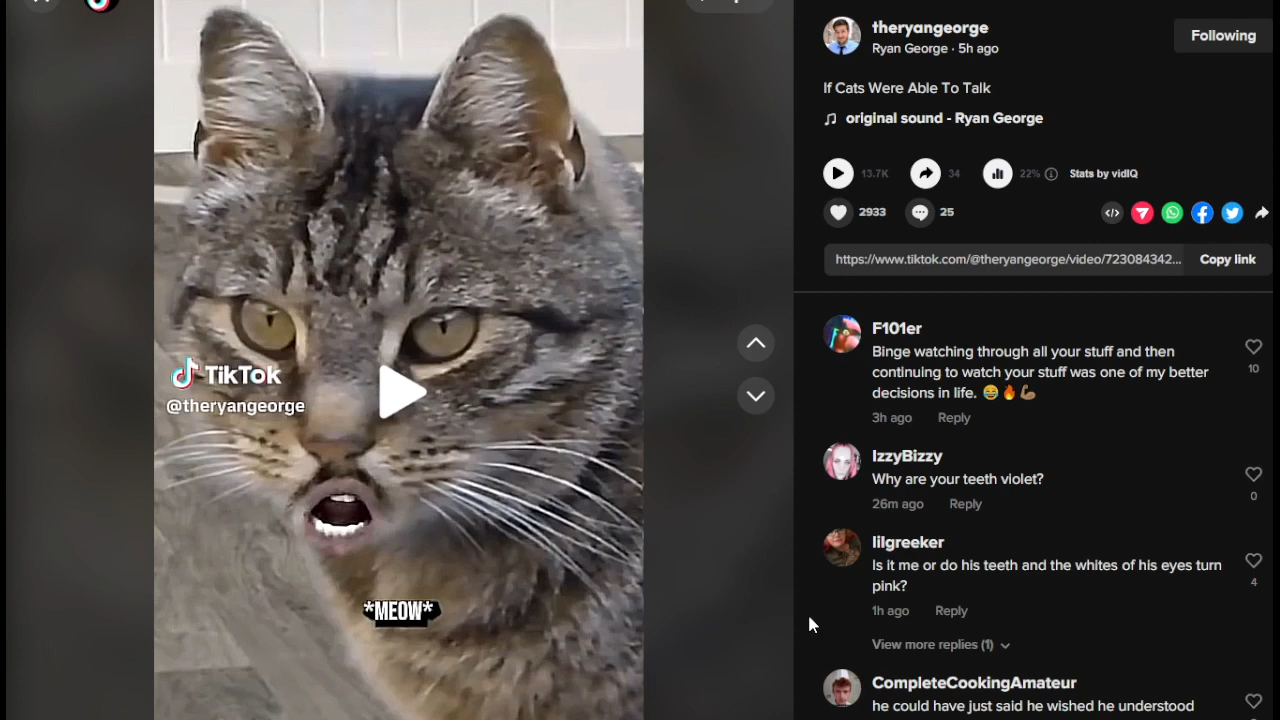 TikTok
@theryangeorge
*MEOW*
theryangeorge
Ryan George · 5h ago
Following
If Cats Were Able To Talk
original sound - Ryan George
13.7K
34
22%
Stats by vidIQ
2933
25
https://www.tiktok.com/@theryangeorge/video/723084342...
Copy link
F101er
Binge watching through all your stuff and then
continuing to watch your stuff was one of my better
decisions in life. 😂🔥💪🏽
10
3h ago
Reply
IzzyBizzy
Why are your teeth violet?
0
26m ago
Reply
lilgreeker
Is it me or do his teeth and the whites of his eyes turn
pink?
4
1h ago
Reply
View more replies (1)
CompleteCookingAmateur
he could have just said he wished he understood